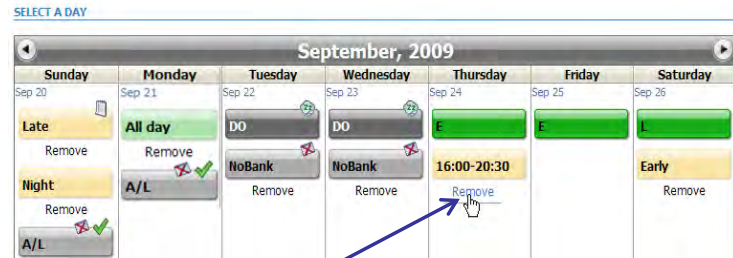 SELECT A DAY
September, 2009
Sunday Monday Tuesday Wednesday Thursday Friday Saturday
Sep 20 Sep 21 Sep 22 Sep 23 Sep 24 Sep 25 Sep 26
Late All day DO DO E E L
Remove Remove
NoBank NoBank 16:00-20:30 Early
Night A/L Remove Remove Remove Remove
Remove
A/L